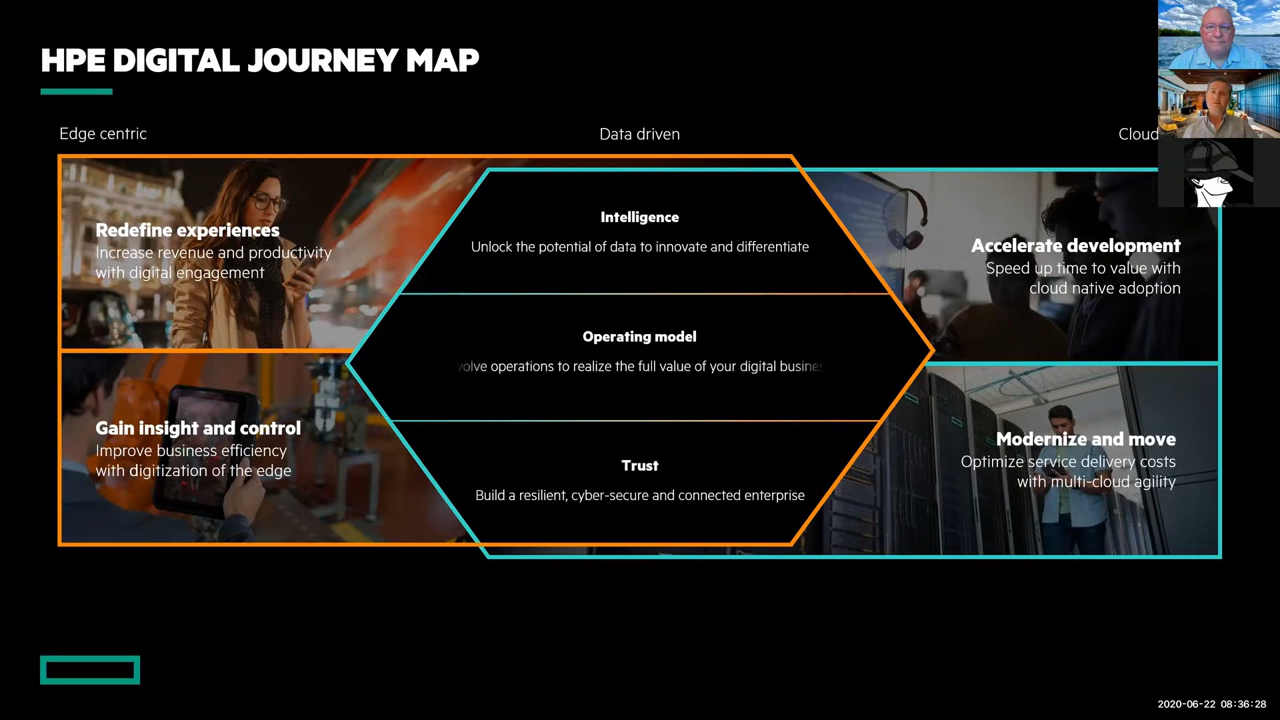 HPE DIGITAL JOURNEY MAP
Edge centric
Data driven
Cloud
Redefine experiences
Increase revenue and productivity
with digital engagement
Gain insight and control
Improve business efficiency
with digitization of the edge
Intelligence
Unlock the potential of data to innovate and differentiate
Operating model
operations to realize the full value of your digital
Trust
Build a resilient, cyber-secure and connected enterprise
Accelerate development
Speed up time to value with
cloud native adoption
Modernize and move
Optimize service delivery costs
with multi-cloud agility
2020-06-22 08:36:28